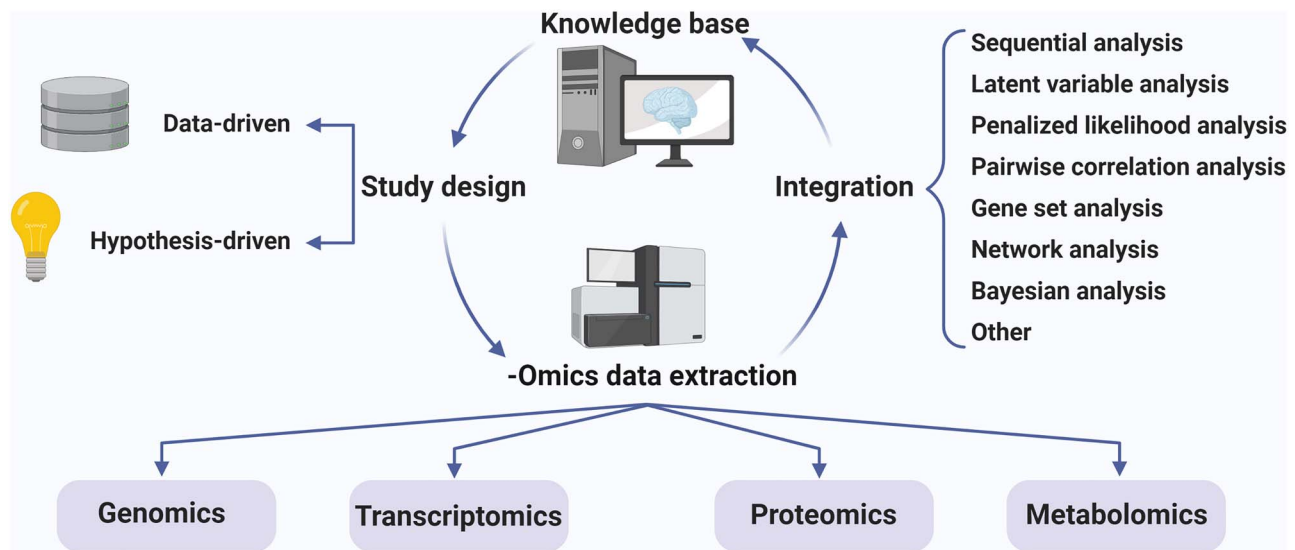 Knowledge base
Data-driven
Hypothesis-driven
Study design
Integration
Sequential analysis
Latent variable analysis
Penalized likelihood analysis
Pairwise correlation analysis
Gene set analysis
Network analysis
Bayesian analysis
Other
-Omics data extraction
Genomics
Transcriptomics
Proteomics
Metabolomics